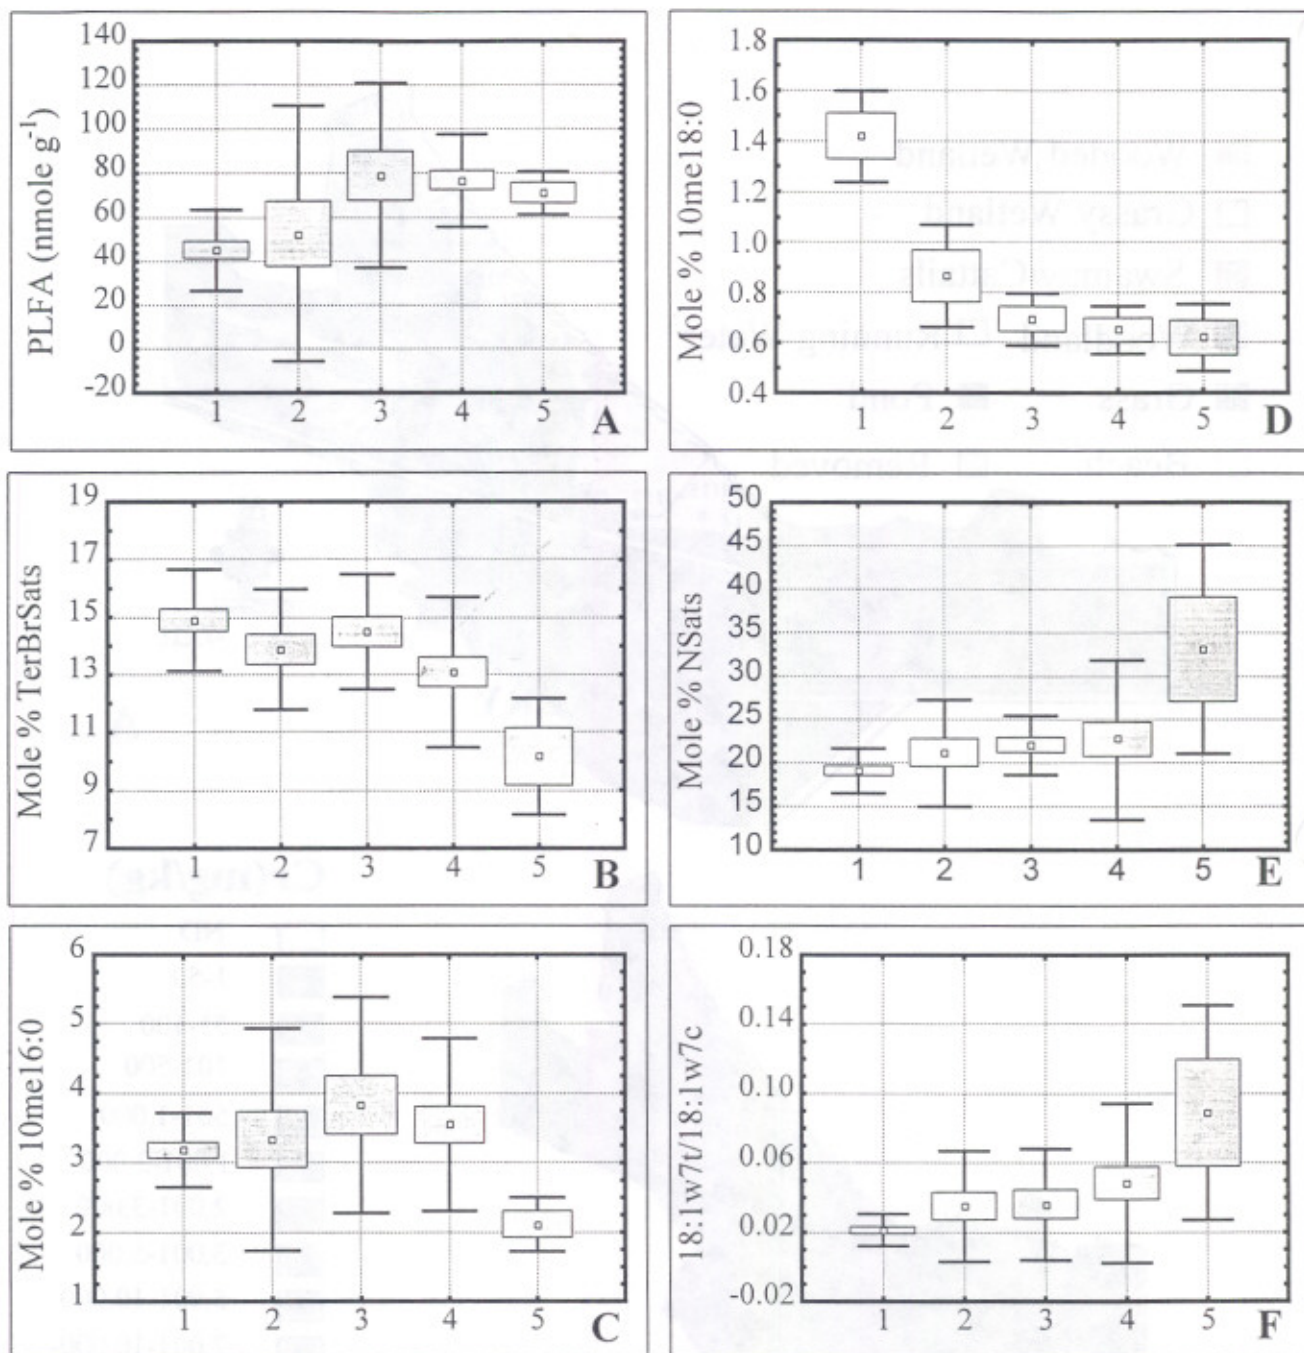 PLFA (nmole g⁻¹)
140
120
100
80
60
40
20
0
-20
1 2 3 4 5
A
Mole % 10me18:0
1.8
1.6
1.4
1.2
1.0
0.8
0.6
0.4
1 2 3 4 5
D
Mole % TerBrSats
19
17
15
13
11
9
7
1 2 3 4 5
B
Mole % NSats
50
45
40
35
30
25
20
15
10
1 2 3 4 5
E
Mole % 10me16:0
6
5
4
3
2
1
1 2 3 4 5
C
18:1w7t/18:1w7c
0.18
0.14
0.10
0.06
0.02
-0.02
1 2 3 4 5
F